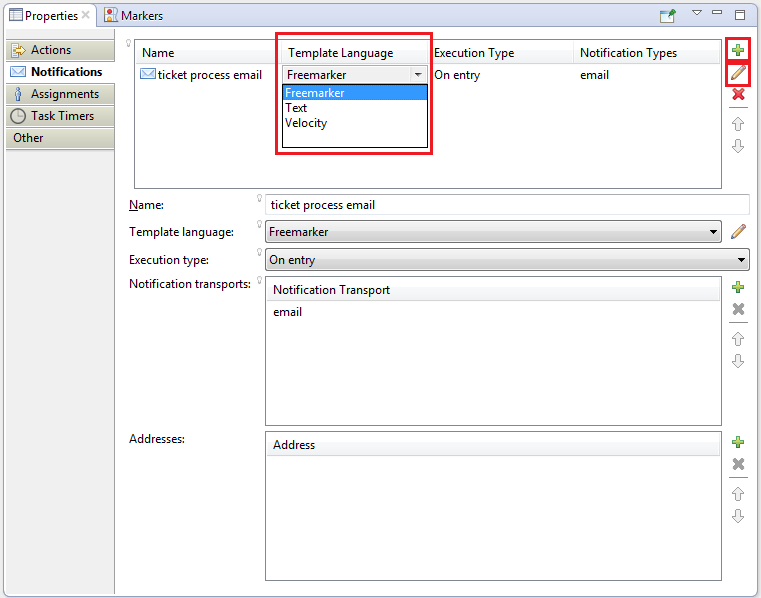 Properties Markers
Actions
Notifications
Assignments
Task Timers
Other
Name Template Language Execution Type Notification Types
ticket process email Freemarker On entry email
Freemarker
Text
Velocity
Name: ticket process email
Template language: Freemarker
Execution type: On entry
Notification transports: Notification Transport
email
Addresses: Address